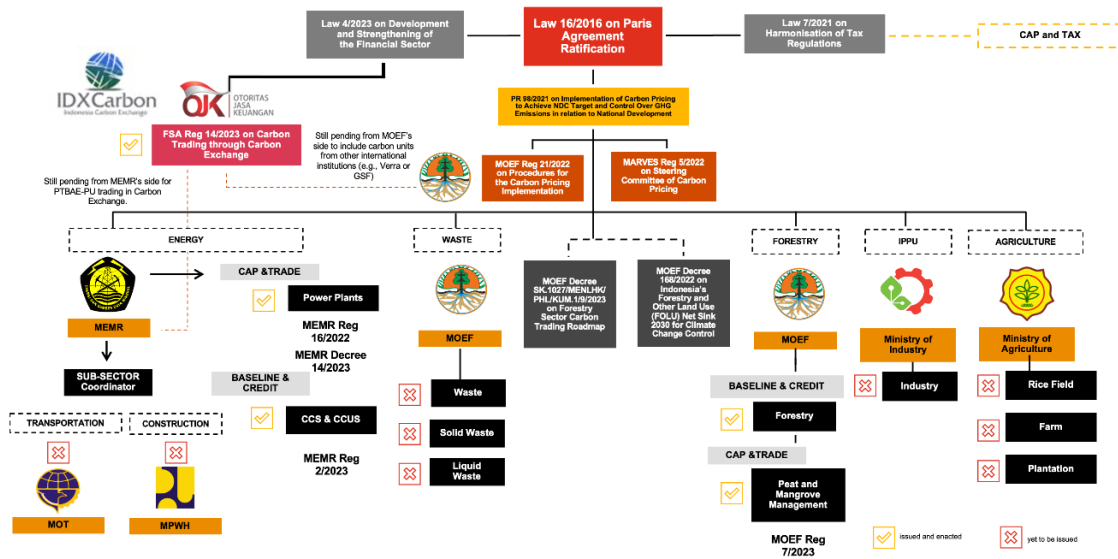 Law 4/2023 on Development
and Strengthening of
the Financial Sector
Law 16/2016 on Paris
Agreement
Ratification
Law 7/2021 on
Harmonisation of Tax
Regulations
CAP and TAX
IDXCarbon
Indonesia Carbon Exchange
OJK
OTORITAS
JASA
KEUANGAN
PR 98/2021 on Implementation of Carbon Pricing
to Achieve NDC Target and Control Over GHG
Emissions in relation to National Development
FSA Reg 14/2023 on Carbon
Trading through Carbon
Exchange
Still pending from MOEF's
side to include carbon units
from other international
institutions (e.g., Verra or
GSF)
MOEF Reg 21/2022
on Procedures for
the Carbon Pricing
Implementation
MARVES Reg 5/2022
on Steering
Committee of Carbon
Pricing
Still pending from MEMR's side for
PTBAE-PU trading in Carbon
Exchange.
ENERGY
WASTE
FORESTRY
IPPU
AGRICULTURE
CAP &TRADE
Power Plants
MEMR Reg
16/2022
MEMR Decree
14/2023
MEMR
SUB-SECTOR
Coordinator
BASELINE &
CREDIT
CCS & CCUS
MEMR Reg
2/2023
TRANSPORTATION
CONSTRUCTION
MOT
MPWH
MOEF
Waste
Solid Waste
Liquid
Waste
MOEF Decree
SK.1027/MENLHK/
PHL/KUM.1/9/2023
on Forestry
Sector Carbon
Trading Roadmap
MOEF Decree
168/2022 on
Indonesia's
Forestry and
Other Land Use
(FOLU) Net Sink
2030 for Climate
Change Control
MOEF
BASELINE & CREDIT
Forestry
CAP &TRADE
Peat and
Mangrove
Management
MOEF Reg
7/2023
Ministry of
Industry
Industry
Ministry of
Agriculture
Rice Field
Farm
Plantation
issued and enacted
yet to be issued